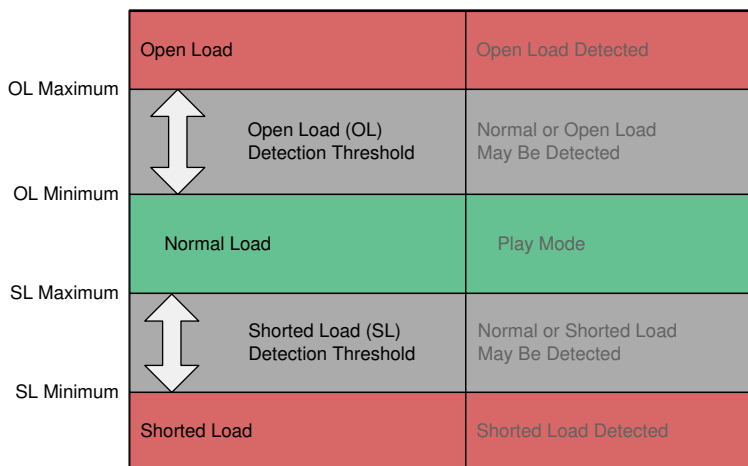 Open Load
Open Load Detected
OL Maximum
Open Load (OL)
Detection Threshold
Normal or Open Load
May Be Detected
OL Minimum
Normal Load
Play Mode
SL Maximum
Shorted Load (SL)
Detection Threshold
Normal or Shorted Load
May Be Detected
SL Minimum
Shorted Load
Shorted Load Detected